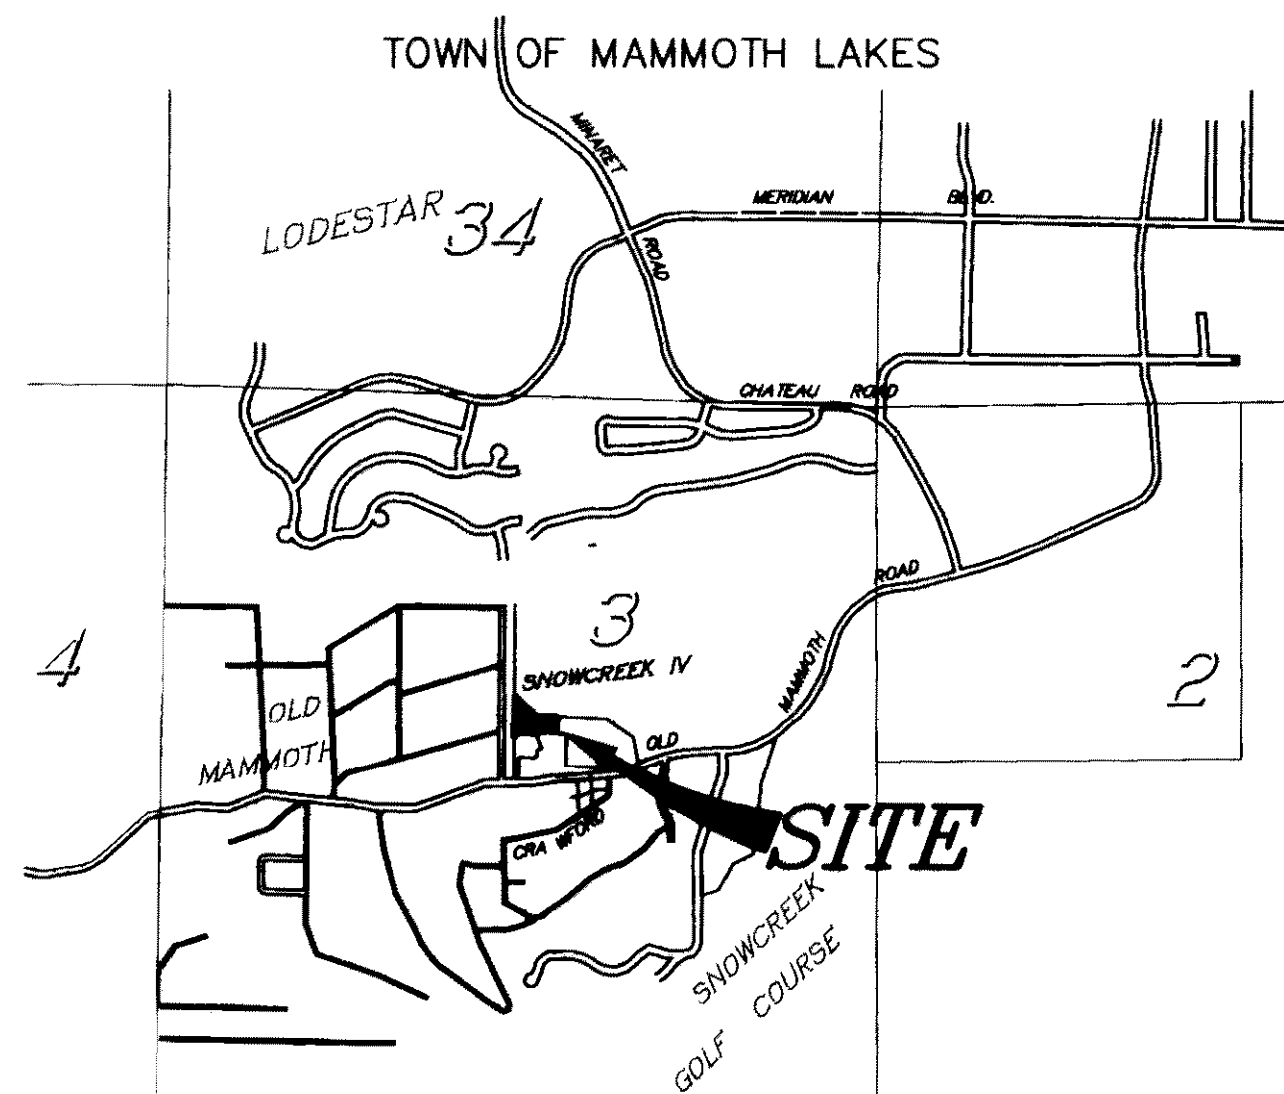 TOWN OF MAMMOTH LAKES
MINARET
ROAD
MERIDIAN BLVD.
LODESTAR
34
CHATEAU ROAD
ROAD
3
4
MAMMOTH
SNOWCREEK IV
2
OLD
MAMMOTH
OLD
SITE
CRAWFORD
SNOWCREEK
GOLF COURSE